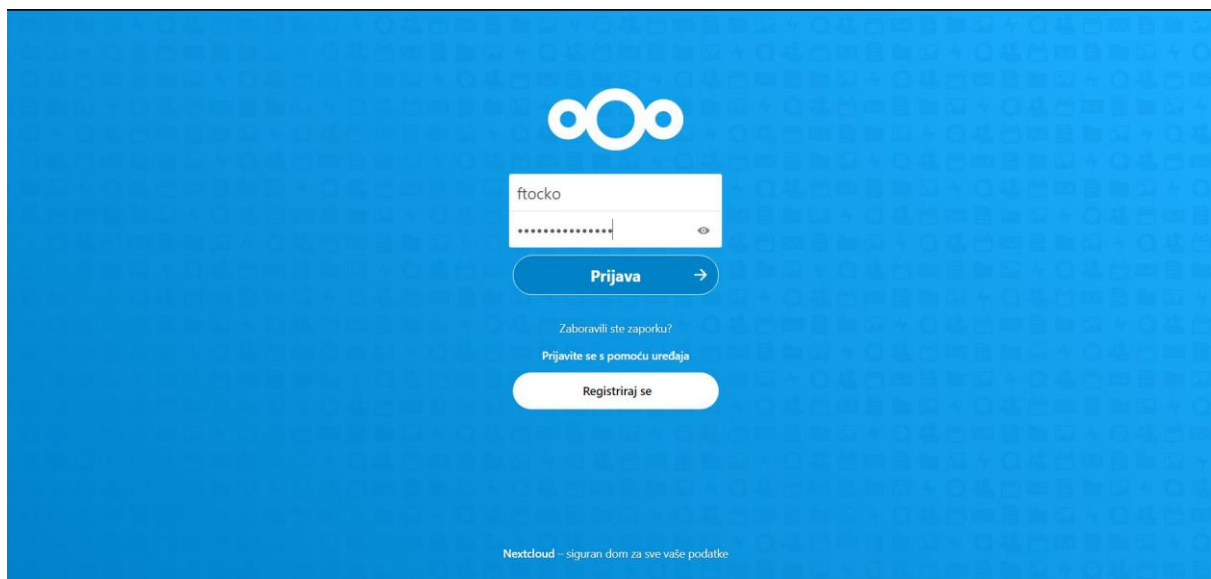 ftocko
•••••••••••••••
Prijava
Zaboravili ste zaporku?
Prijavite se s pomoću uređaja
Registriraj se
Nextcloud – siguran dom za sve vaše podatke